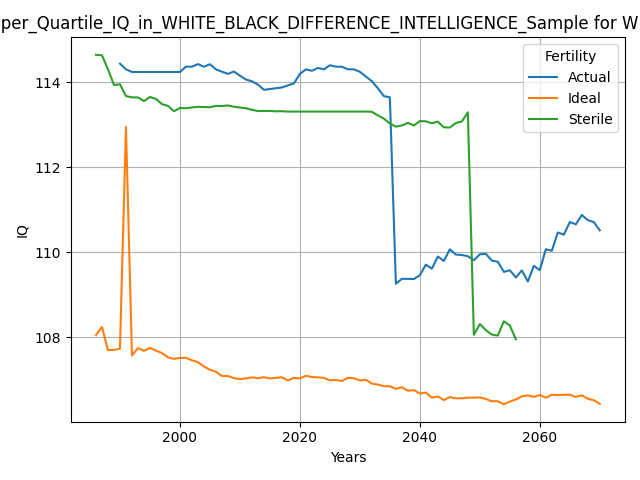 per_Quartile_IQ_in_WHITE_BLACK_DIFFERENCE_INTELLIGENCE_Sample for W
Fertility
Actual
Ideal
Sterile
114
112
110
108
IQ
2000
2020
2040
2060
Years